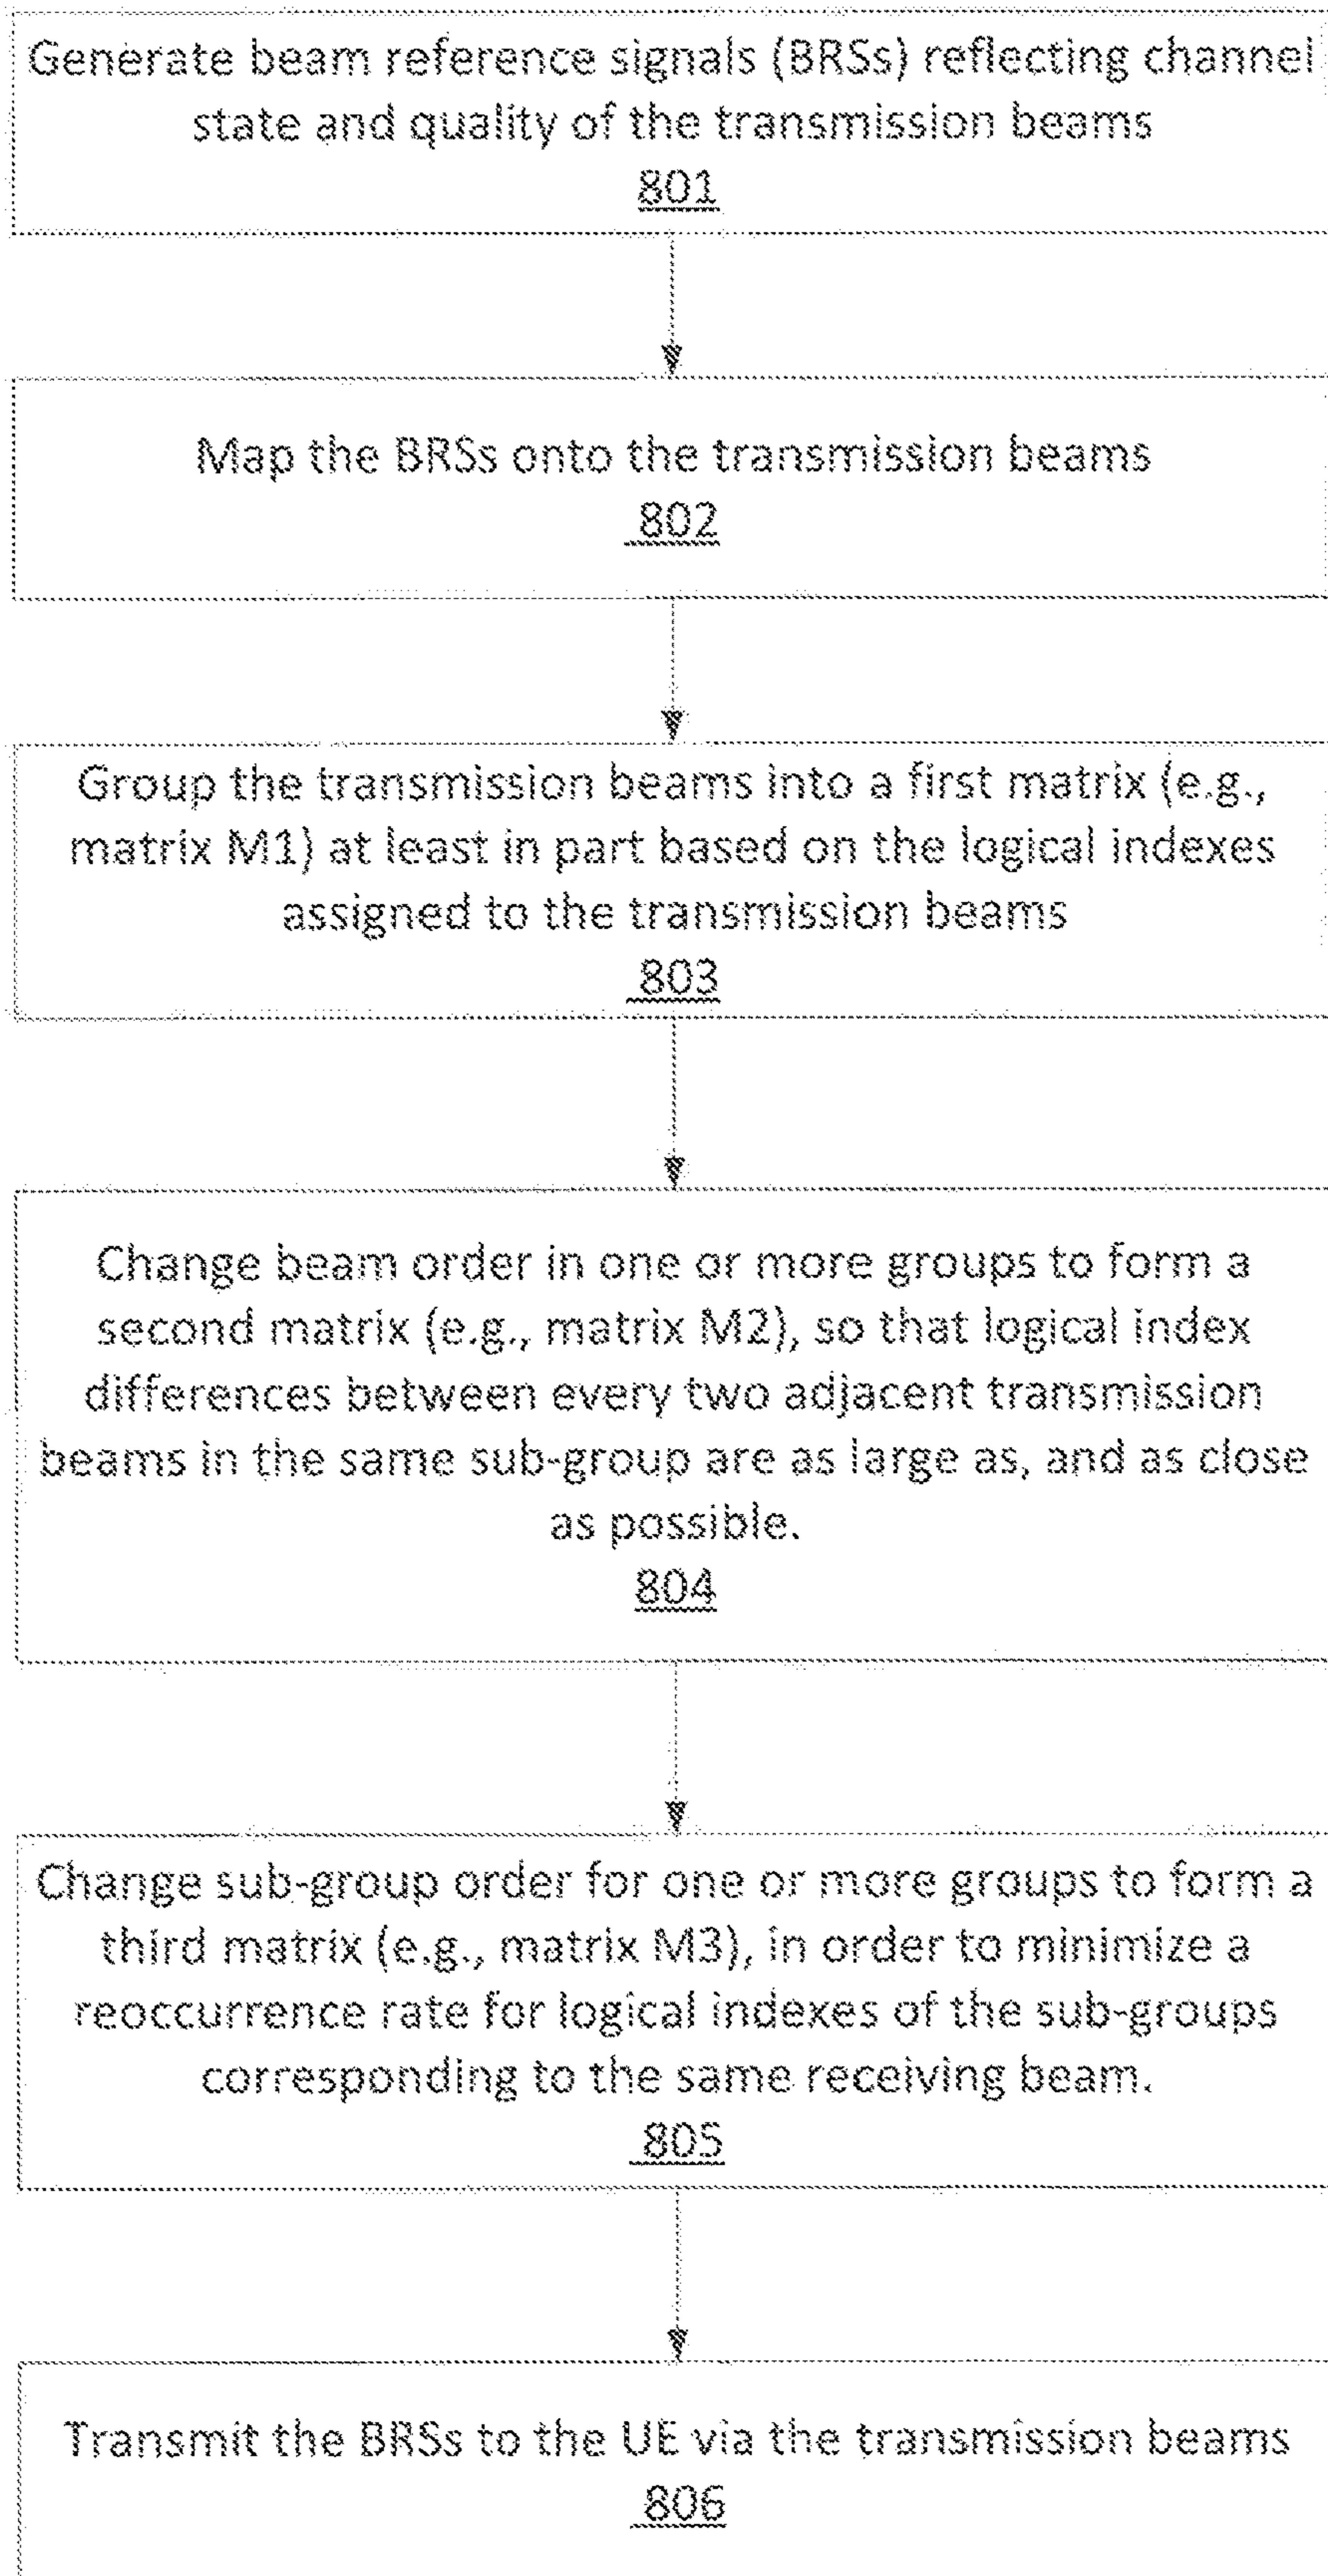 Generate beam reference signals (BRSs) reflecting channel
state and quality of the transmission beams
801
Map the BRSs onto the transmission beams
802
Group the transmission beams into a first matrix (e.g.,
matrix M1) at least in part based on the logical indexes
assigned to the transmission beams
803
Change beam order in one or more groups to form a
second matrix (e.g., matrix M2), so that logical index
differences between every two adjacent transmission
beams in the same sub-group are as large as, and as close
as possible.
804
Change sub-group order for one or more groups to form a
third matrix (e.g., matrix M3), in order to minimize a
reoccurrence rate for logical indexes of the sub-groups
corresponding to the same receiving beam.
805
Transmit the BRSs to the UE via the transmission beams
806